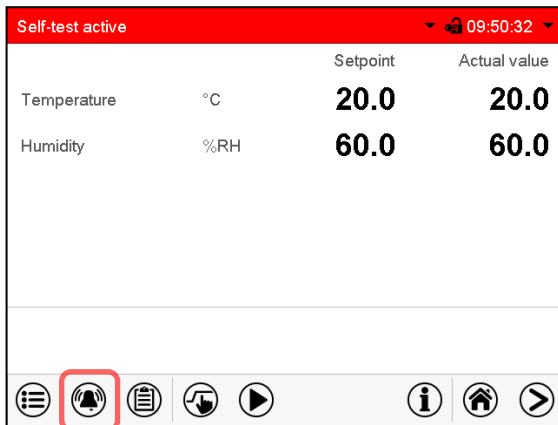 Self-test active 09:50:32
Setpoint Actual value
Temperature °C 20.0 20.0
Humidity %RH 60.0 60.0